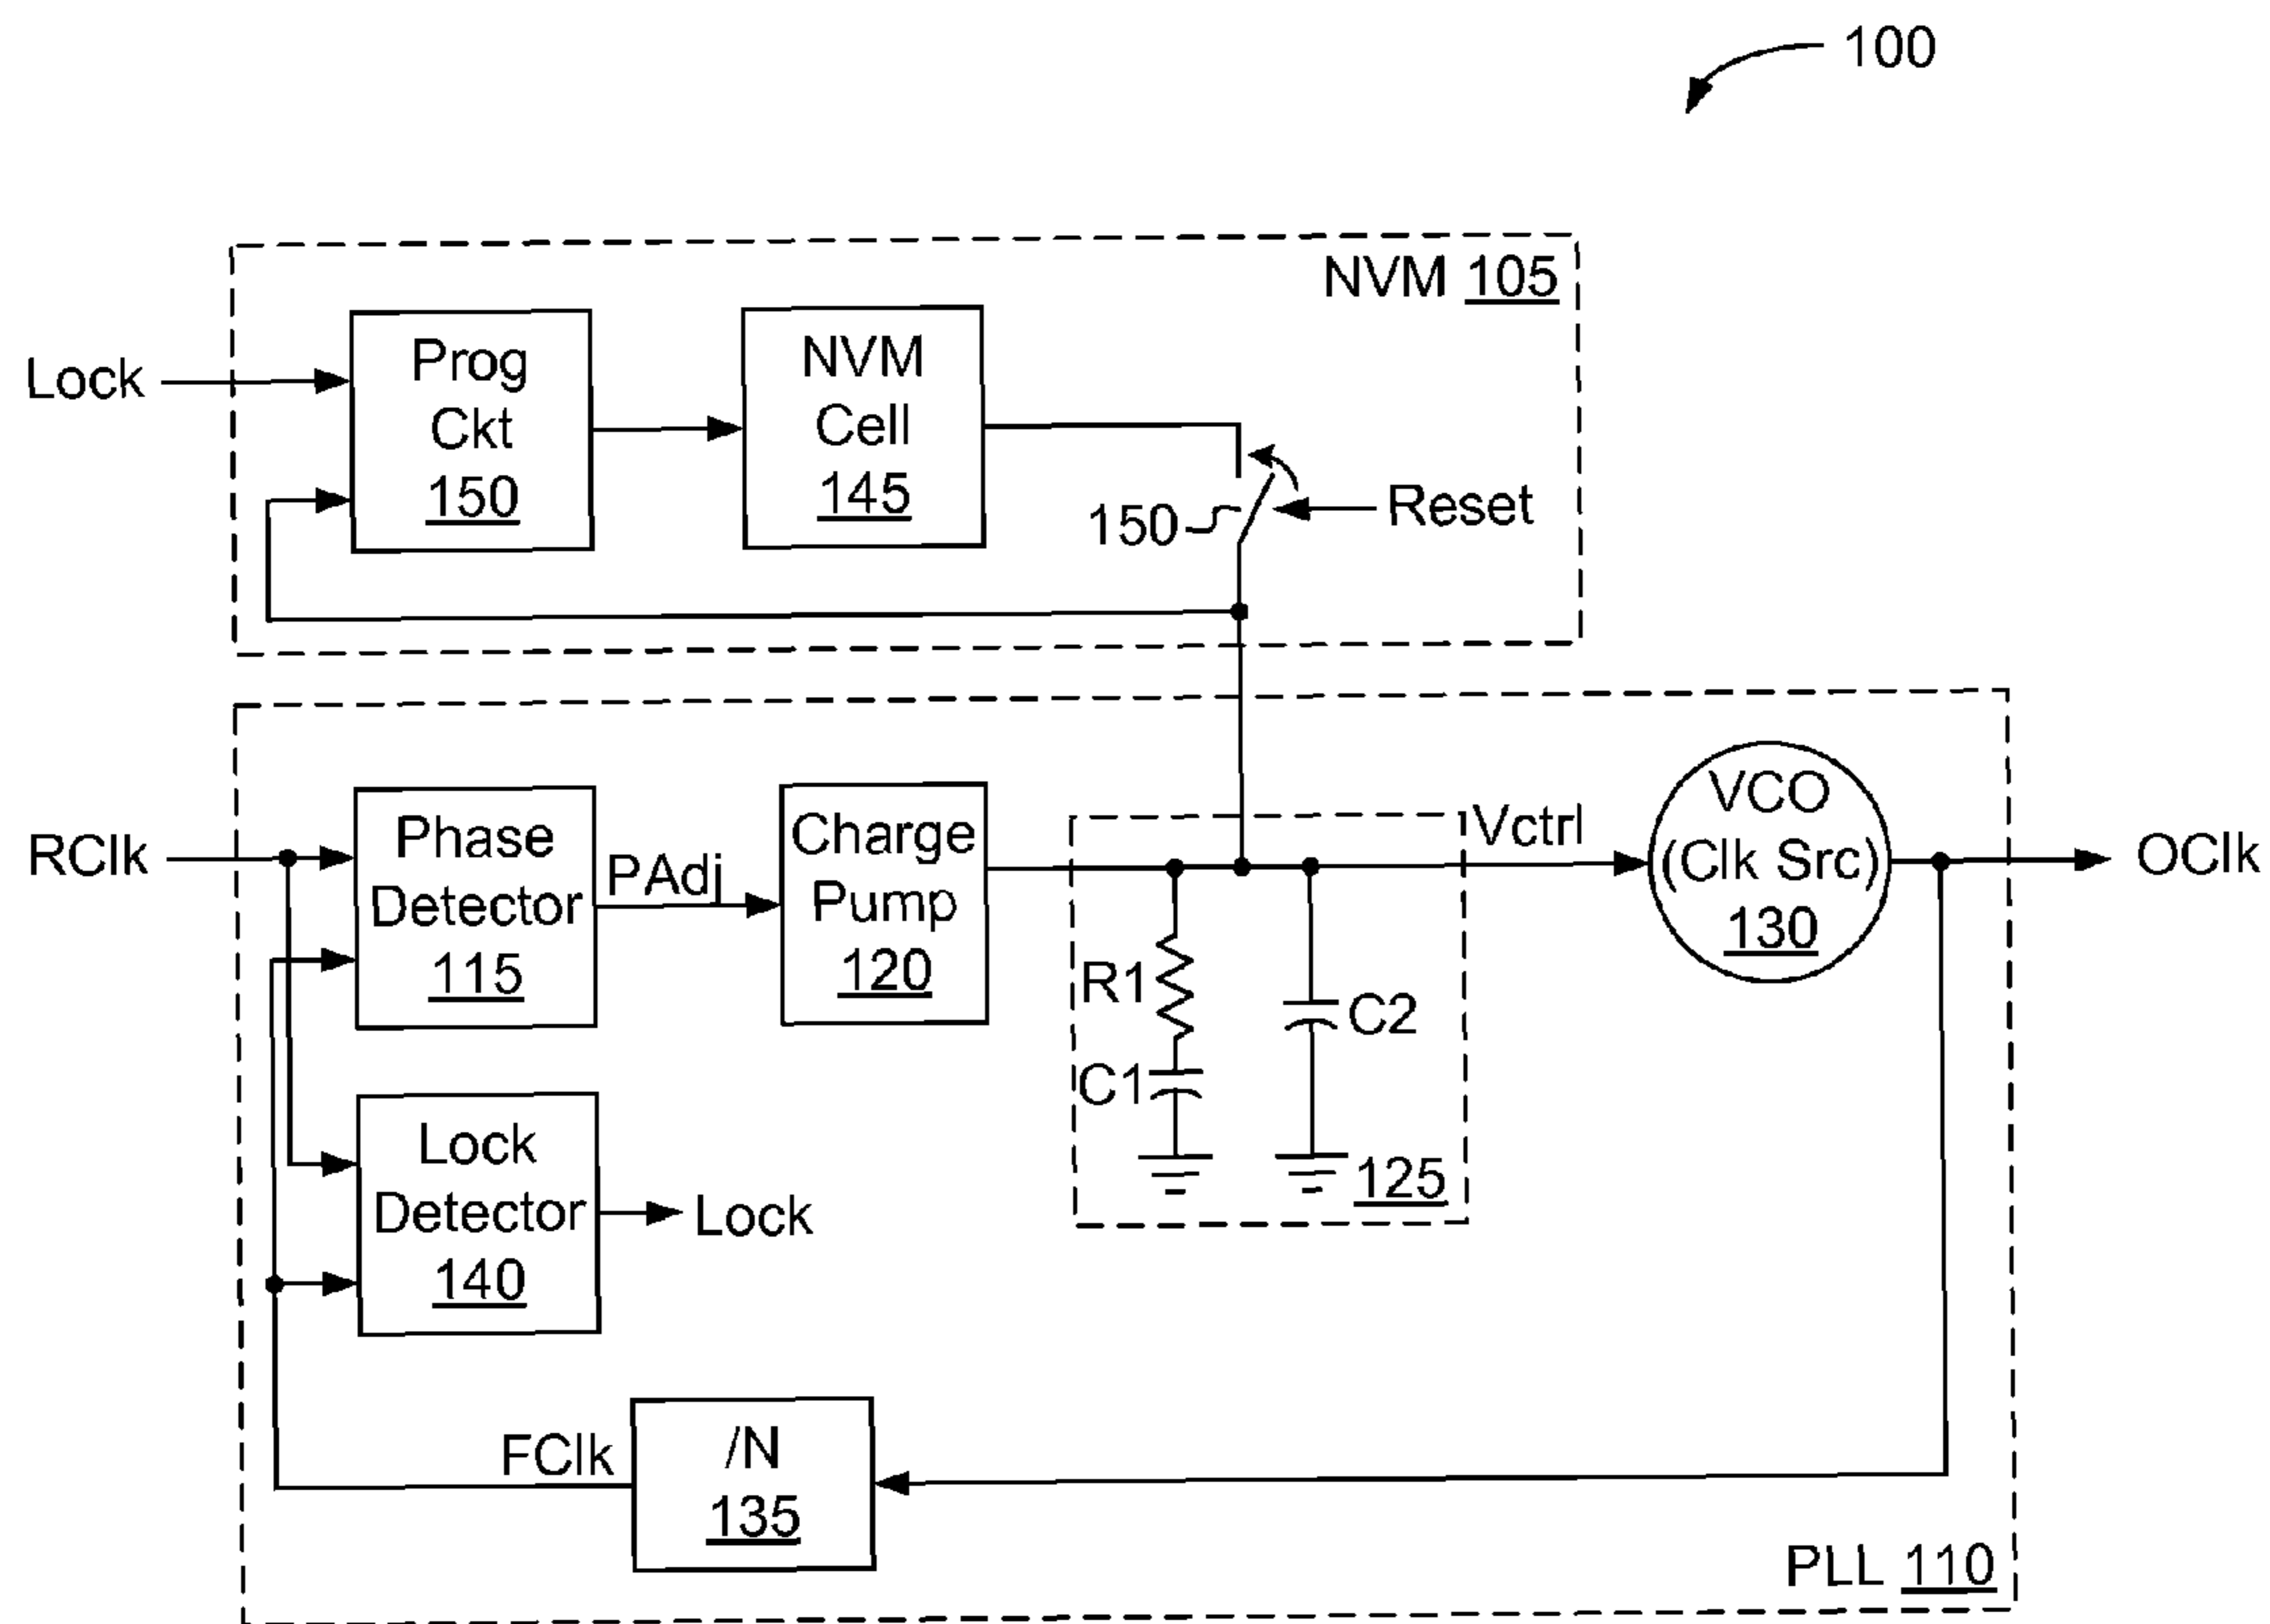 100
NVM 105
Lock
Prog
Ckt
150
NVM
Cell
145
150
Reset
RClk
Phase
Detector
115
PAdj
Charge
Pump
120
Vctrl
VCO
(Clk Src)
130
OClk
R1
C1
C2
125
Lock
Detector
140
Lock
FClk
/N
135
PLL 110